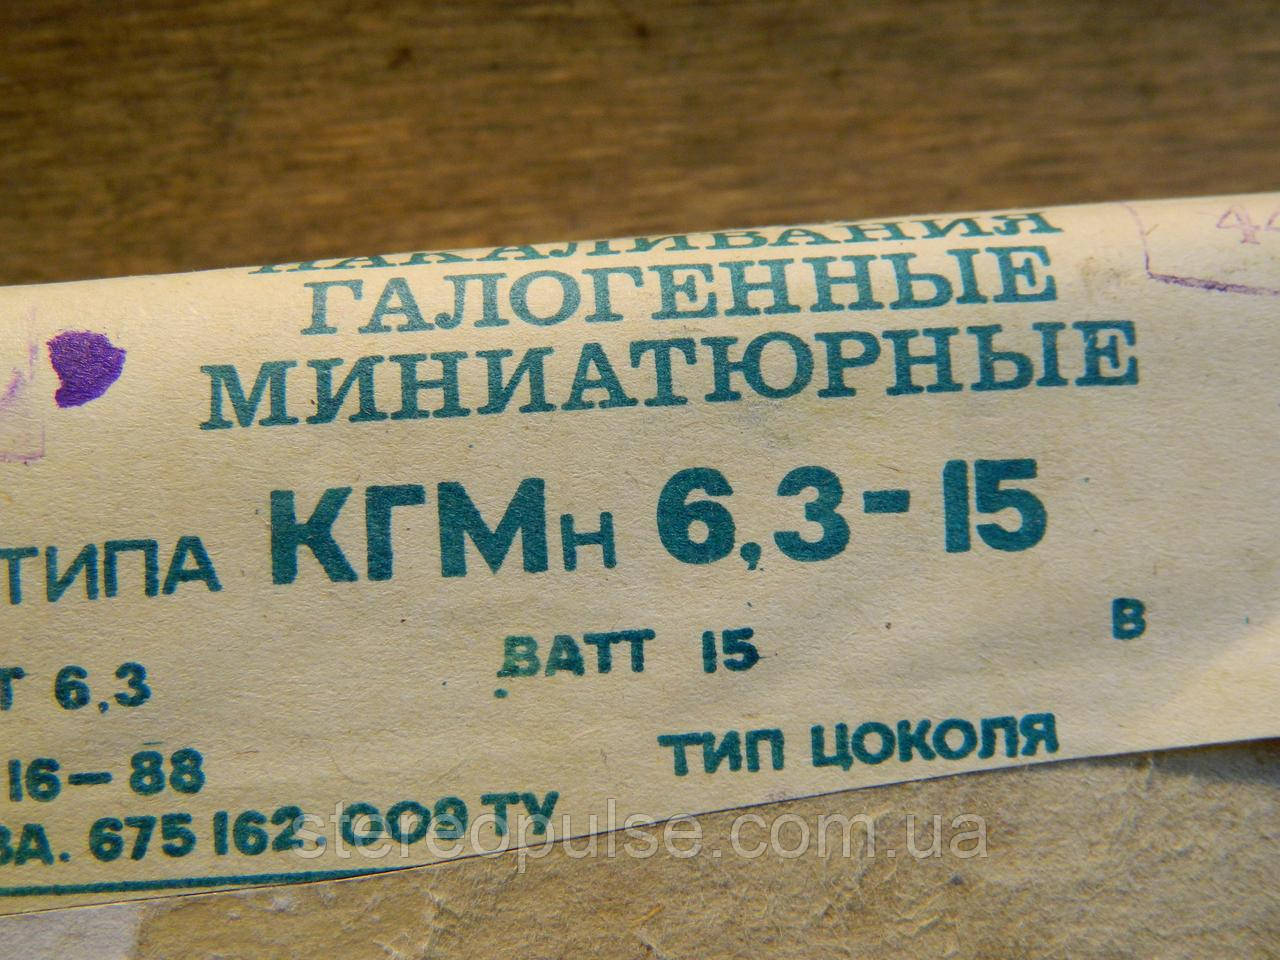 НАКАЛИВАНИЯ
ГАЛОГЕННЫЕ
МИНИАТЮРНЫЕ
ТИПА КГМн 6,3-15
Т 6,3 ВАТТ 15 В
16-88 ТИП ЦОКОЛЯ
ВА. 675 162. 009 ТУ
stereopulse.com.ua
44